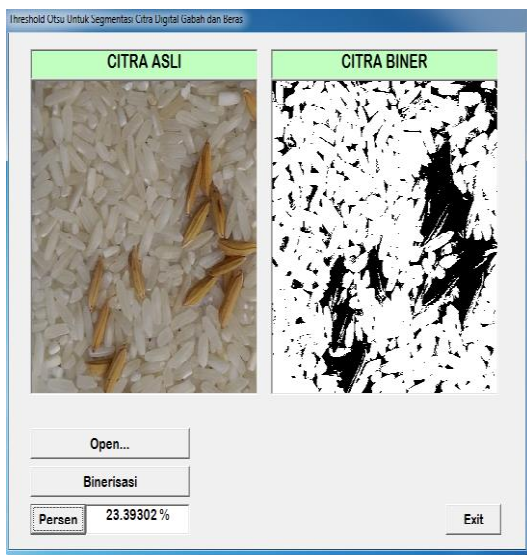 Threshold Otsu Untuk Segmentasi Citra Digital Gabah dan Beras
CITRA ASLI
CITRA BINER
Open...
Binerisasi
Persen
23.39302 %
Exit